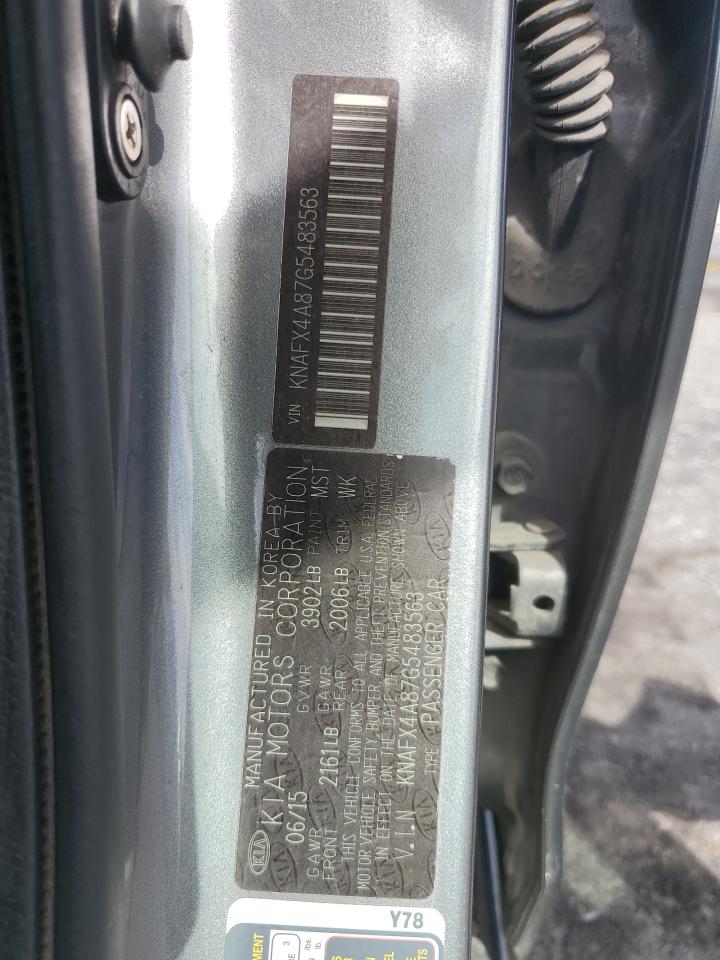 VIN KNAFX4A87G5483563
MANUFACTURED IN KOREA BY
KIA KIA MOTORS CORPORATION
06/15 GVWR 3902LB PAINT MST
GAWR FRONT 2161LB GAWR REAR 2006LB TRIM WK
THIS VEHICLE CONFORMS TO ALL APPLICABLE U.S.A FEDERAL
MOTOR VEHICLE SAFETY, BUMPER AND THEFT PREVENTION STANDARDS
IN EFFECT ON THE DATE OF MANUFACTURE SHOWN ABOVE
V.I.N KNAFX4A87G5483563
TYPE PASSENGER CAR
Y78